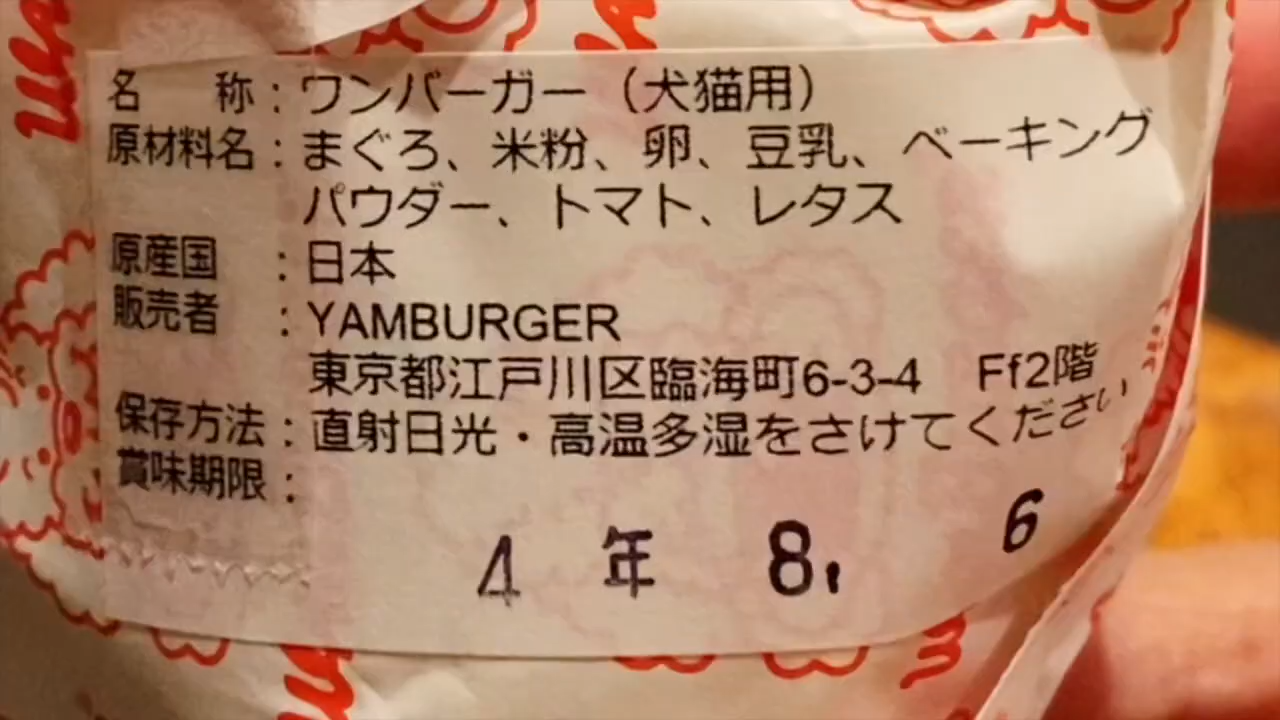 名 称:ワンバーガー(犬猫用)
原材料名:まぐろ、米粉、卵、豆乳、ベーキング
パウダー、トマト、レタス
原産国 :日本
販売者 :YAMBURGER
東京都江戸川区臨海町6-3-4 Ff2階
保存方法:直射日光・高温多湿をさけてください
賞味期限:
4 年 8, 6